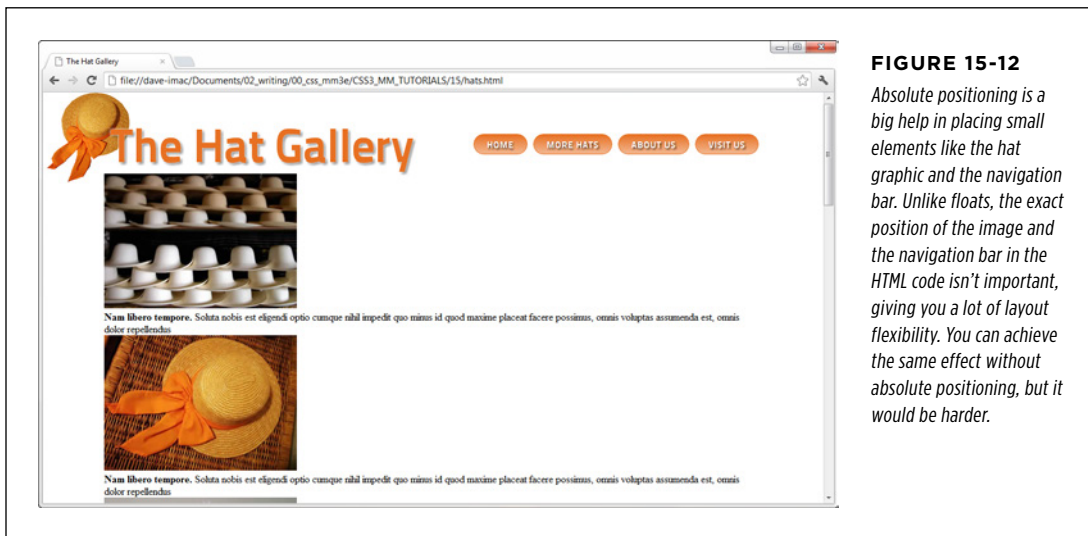 The Hat Gallery
file://dave-imac/Documents/02_writing/00_css_mm3e/CSS3_MM_TUTORIALS/15/hats.html
The Hat Gallery
HOME
MORE HATS
ABOUT US
VISIT US
Nam libero tempore. Soluta nobis est eligendi optio cumque nihil impedit quo minus id quod maxime placeat facere possimus, omnis voluptas assumenda est, omnis
dolor repellendus
Nam libero tempore. Soluta nobis est eligendi optio cumque nihil impedit quo minus id quod maxime placeat facere possimus, omnis voluptas assumenda est, omnis
dolor repellendus
FIGURE 15-12
Absolute positioning is a
big help in placing small
elements like the hat
graphic and the navigation
bar. Unlike floats, the exact
position of the image and
the navigation bar in the
HTML code isn't important,
giving you a lot of layout
flexibility. You can achieve
the same effect without
absolute positioning, but it
would be harder.